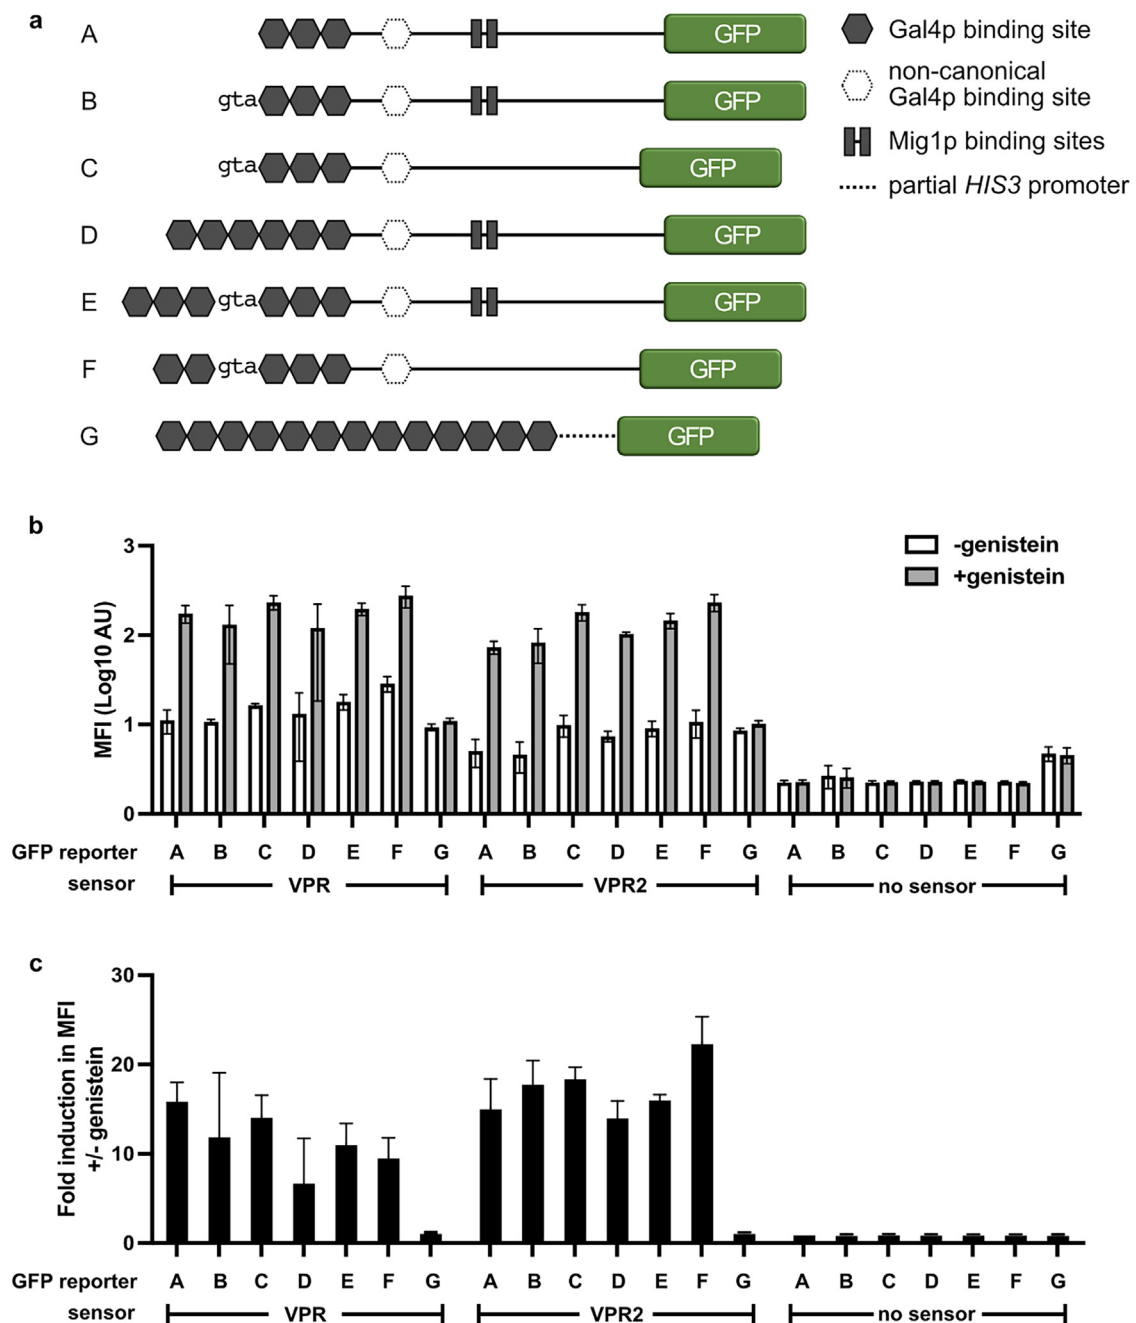 a
A GFP Gal4p binding site
B gta GFP non-canonical
Gal4p binding site
C gta GFP Mig1p binding sites
partial HIS3 promoter
D GFP
E gta GFP
F gta GFP
G GFP
b
-genistein
+genistein
MFI (Log10 AU)
3
2
1
0
GFP reporter A B C D E F G A B C D E F G A B C D E F G
sensor VPR VPR2 no sensor
c
Fold induction in MFI
+/- genistein
30
20
10
0
GFP reporter A B C D E F G A B C D E F G A B C D E F G
sensor VPR VPR2 no sensor